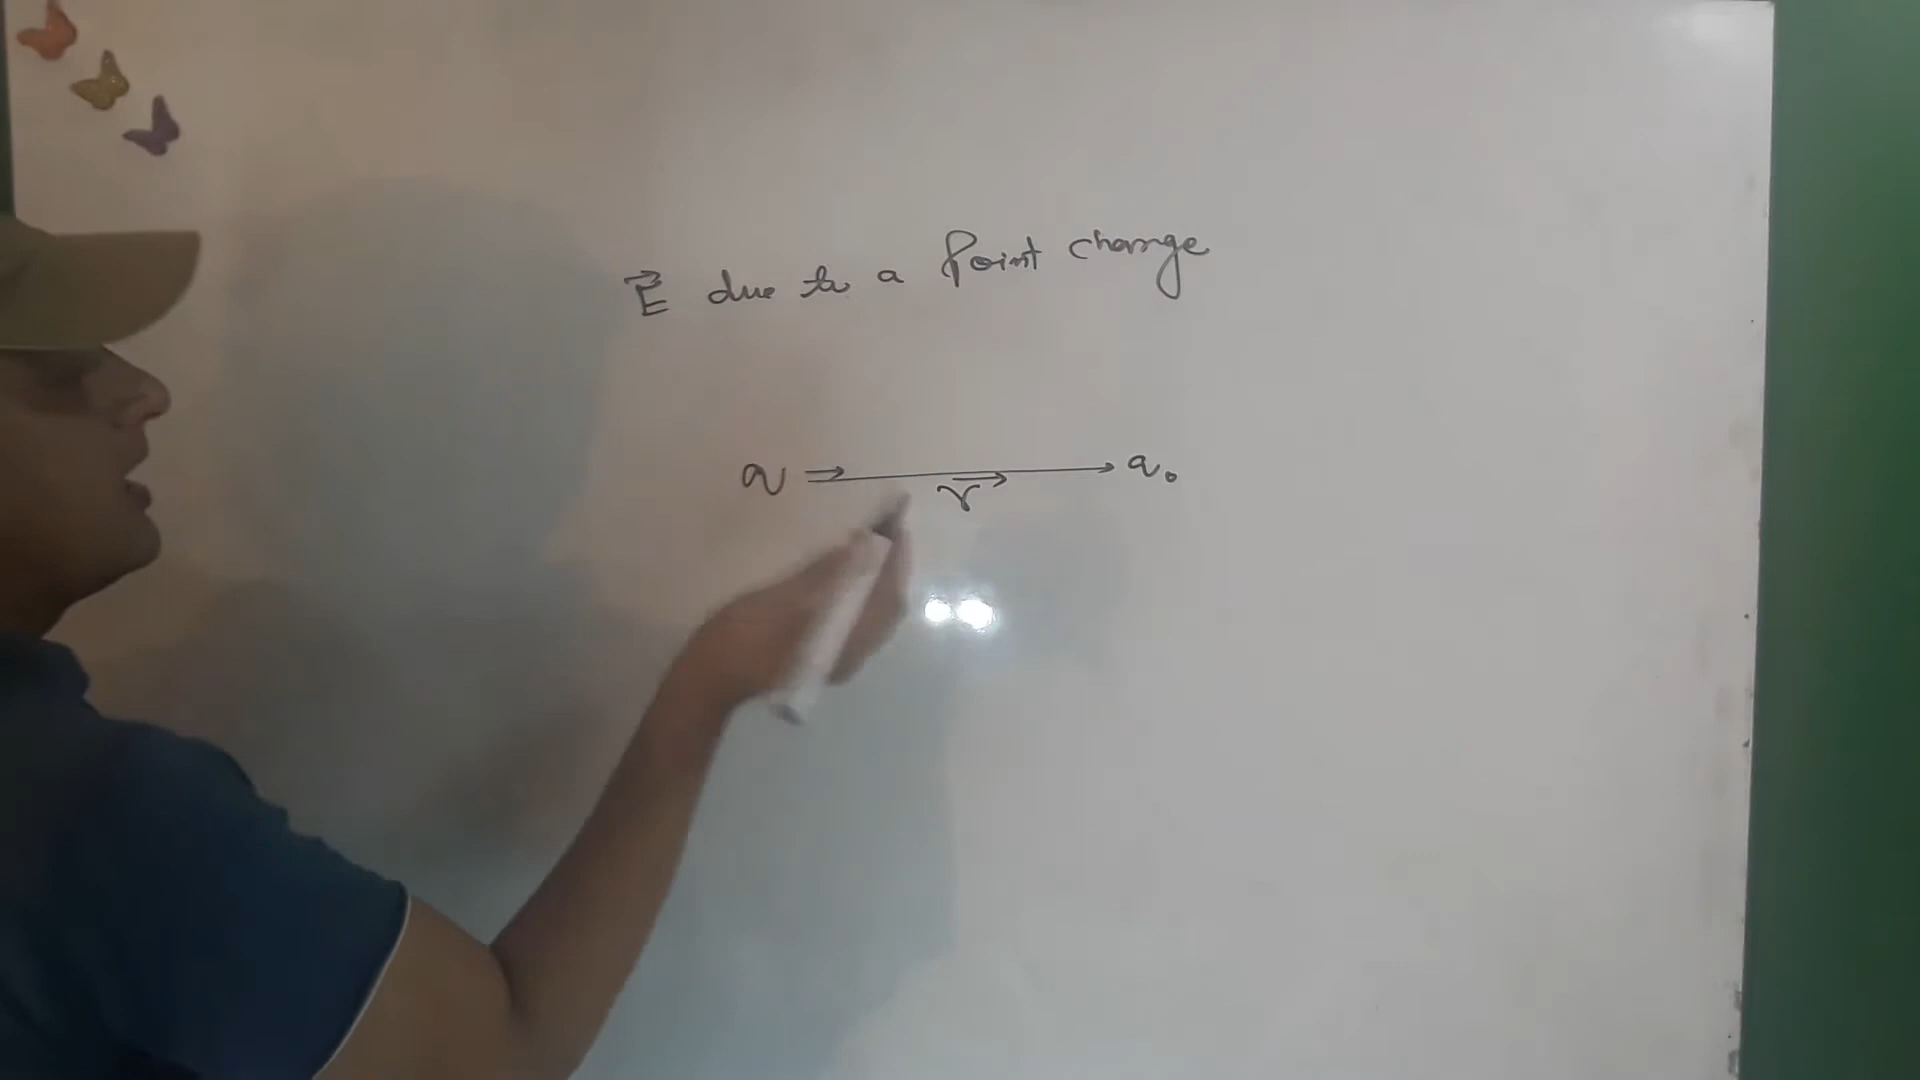 E⃗ due to a Point charge
q → r⃗ → q₀